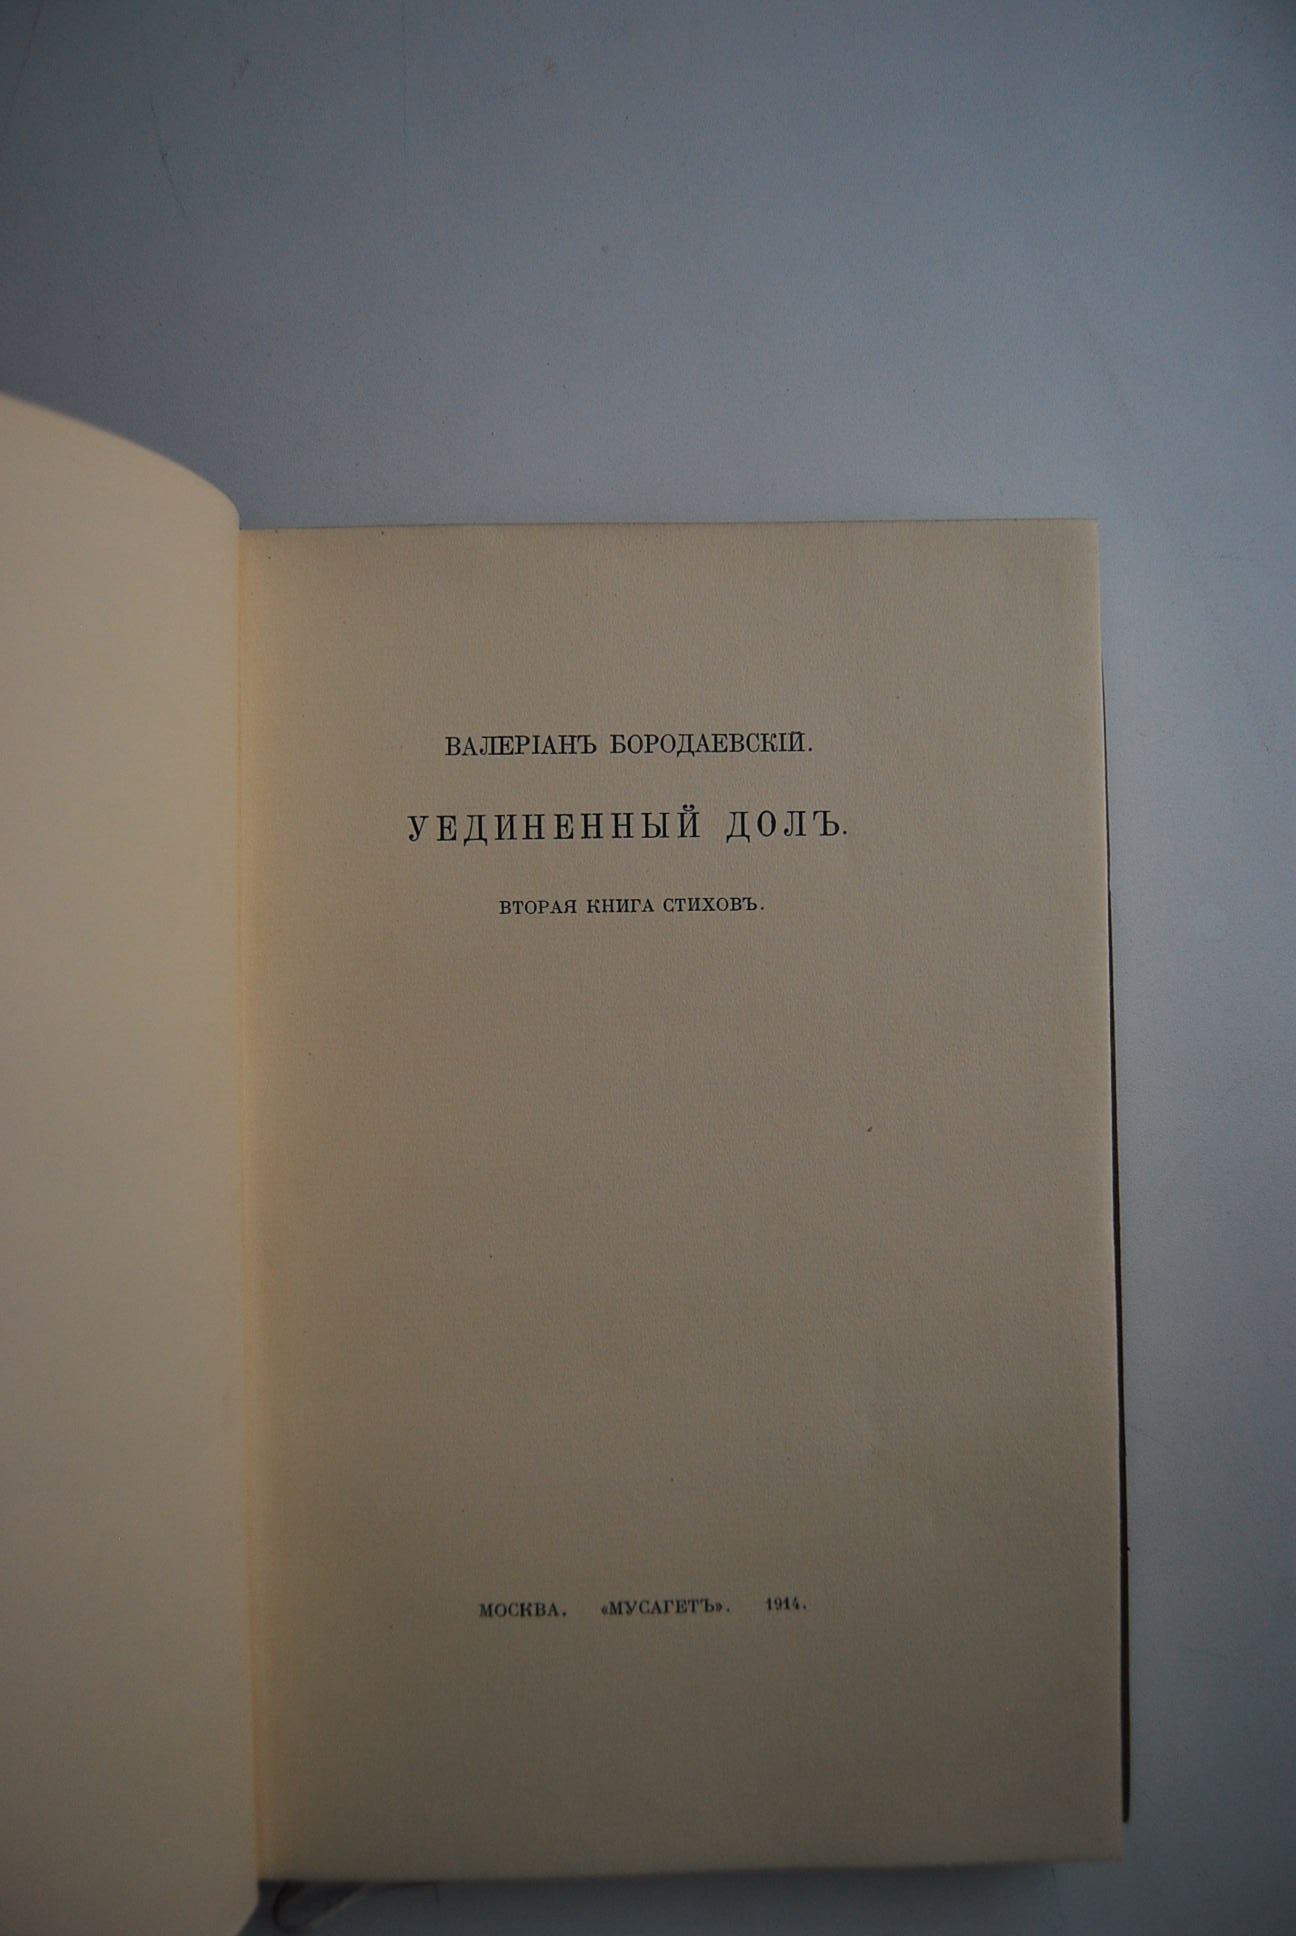 ВАЛЕРІАНЪ БОРОДАЕВСКІЙ.
УЕДИНЕННЫЙ ДОЛЪ.
ВТОРАЯ КНИГА СТИХОВЪ.
МОСКВА. «МУСАГЕТЪ». 1914.